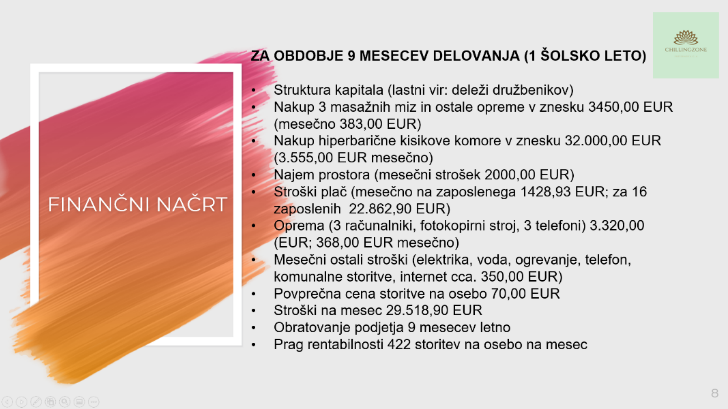 ZA OBDOBJE 9 MESECEV DELOVANJA (1 ŠOLSKO LETO)
CHILLINGZONE
• Struktura kapitala (lastni vir: deleži družbenikov)
• Nakup 3 masažnih miz in ostale opreme v znesku 3450,00 EUR
(mesečno 383,00 EUR)
• Nakup hiperbarične kisikove komore v znesku 32.000,00 EUR
(3.555,00 EUR mesečno)
• Najem prostora (mesečni strošek 2000,00 EUR)
• Stroški plač (mesečno na zaposlenega 1428,93 EUR; za 16
zaposlenih 22.862,90 EUR)
• Oprema (3 računalniki, fotokopirni stroj, 3 telefoni) 3.320,00
(EUR; 368,00 EUR mesečno)
• Mesečni ostali stroški (elektrika, voda, ogrevanje, telefon,
komunalne storitve, internet cca. 350,00 EUR)
• Povprečna cena storitve na osebo 70,00 EUR
• Stroški na mesec 29.518,90 EUR
• Obratovanje podjetja 9 mesecev letno
• Prag rentabilnosti 422 storitev na osebo na mesec
FINANČNI NAČRT
8